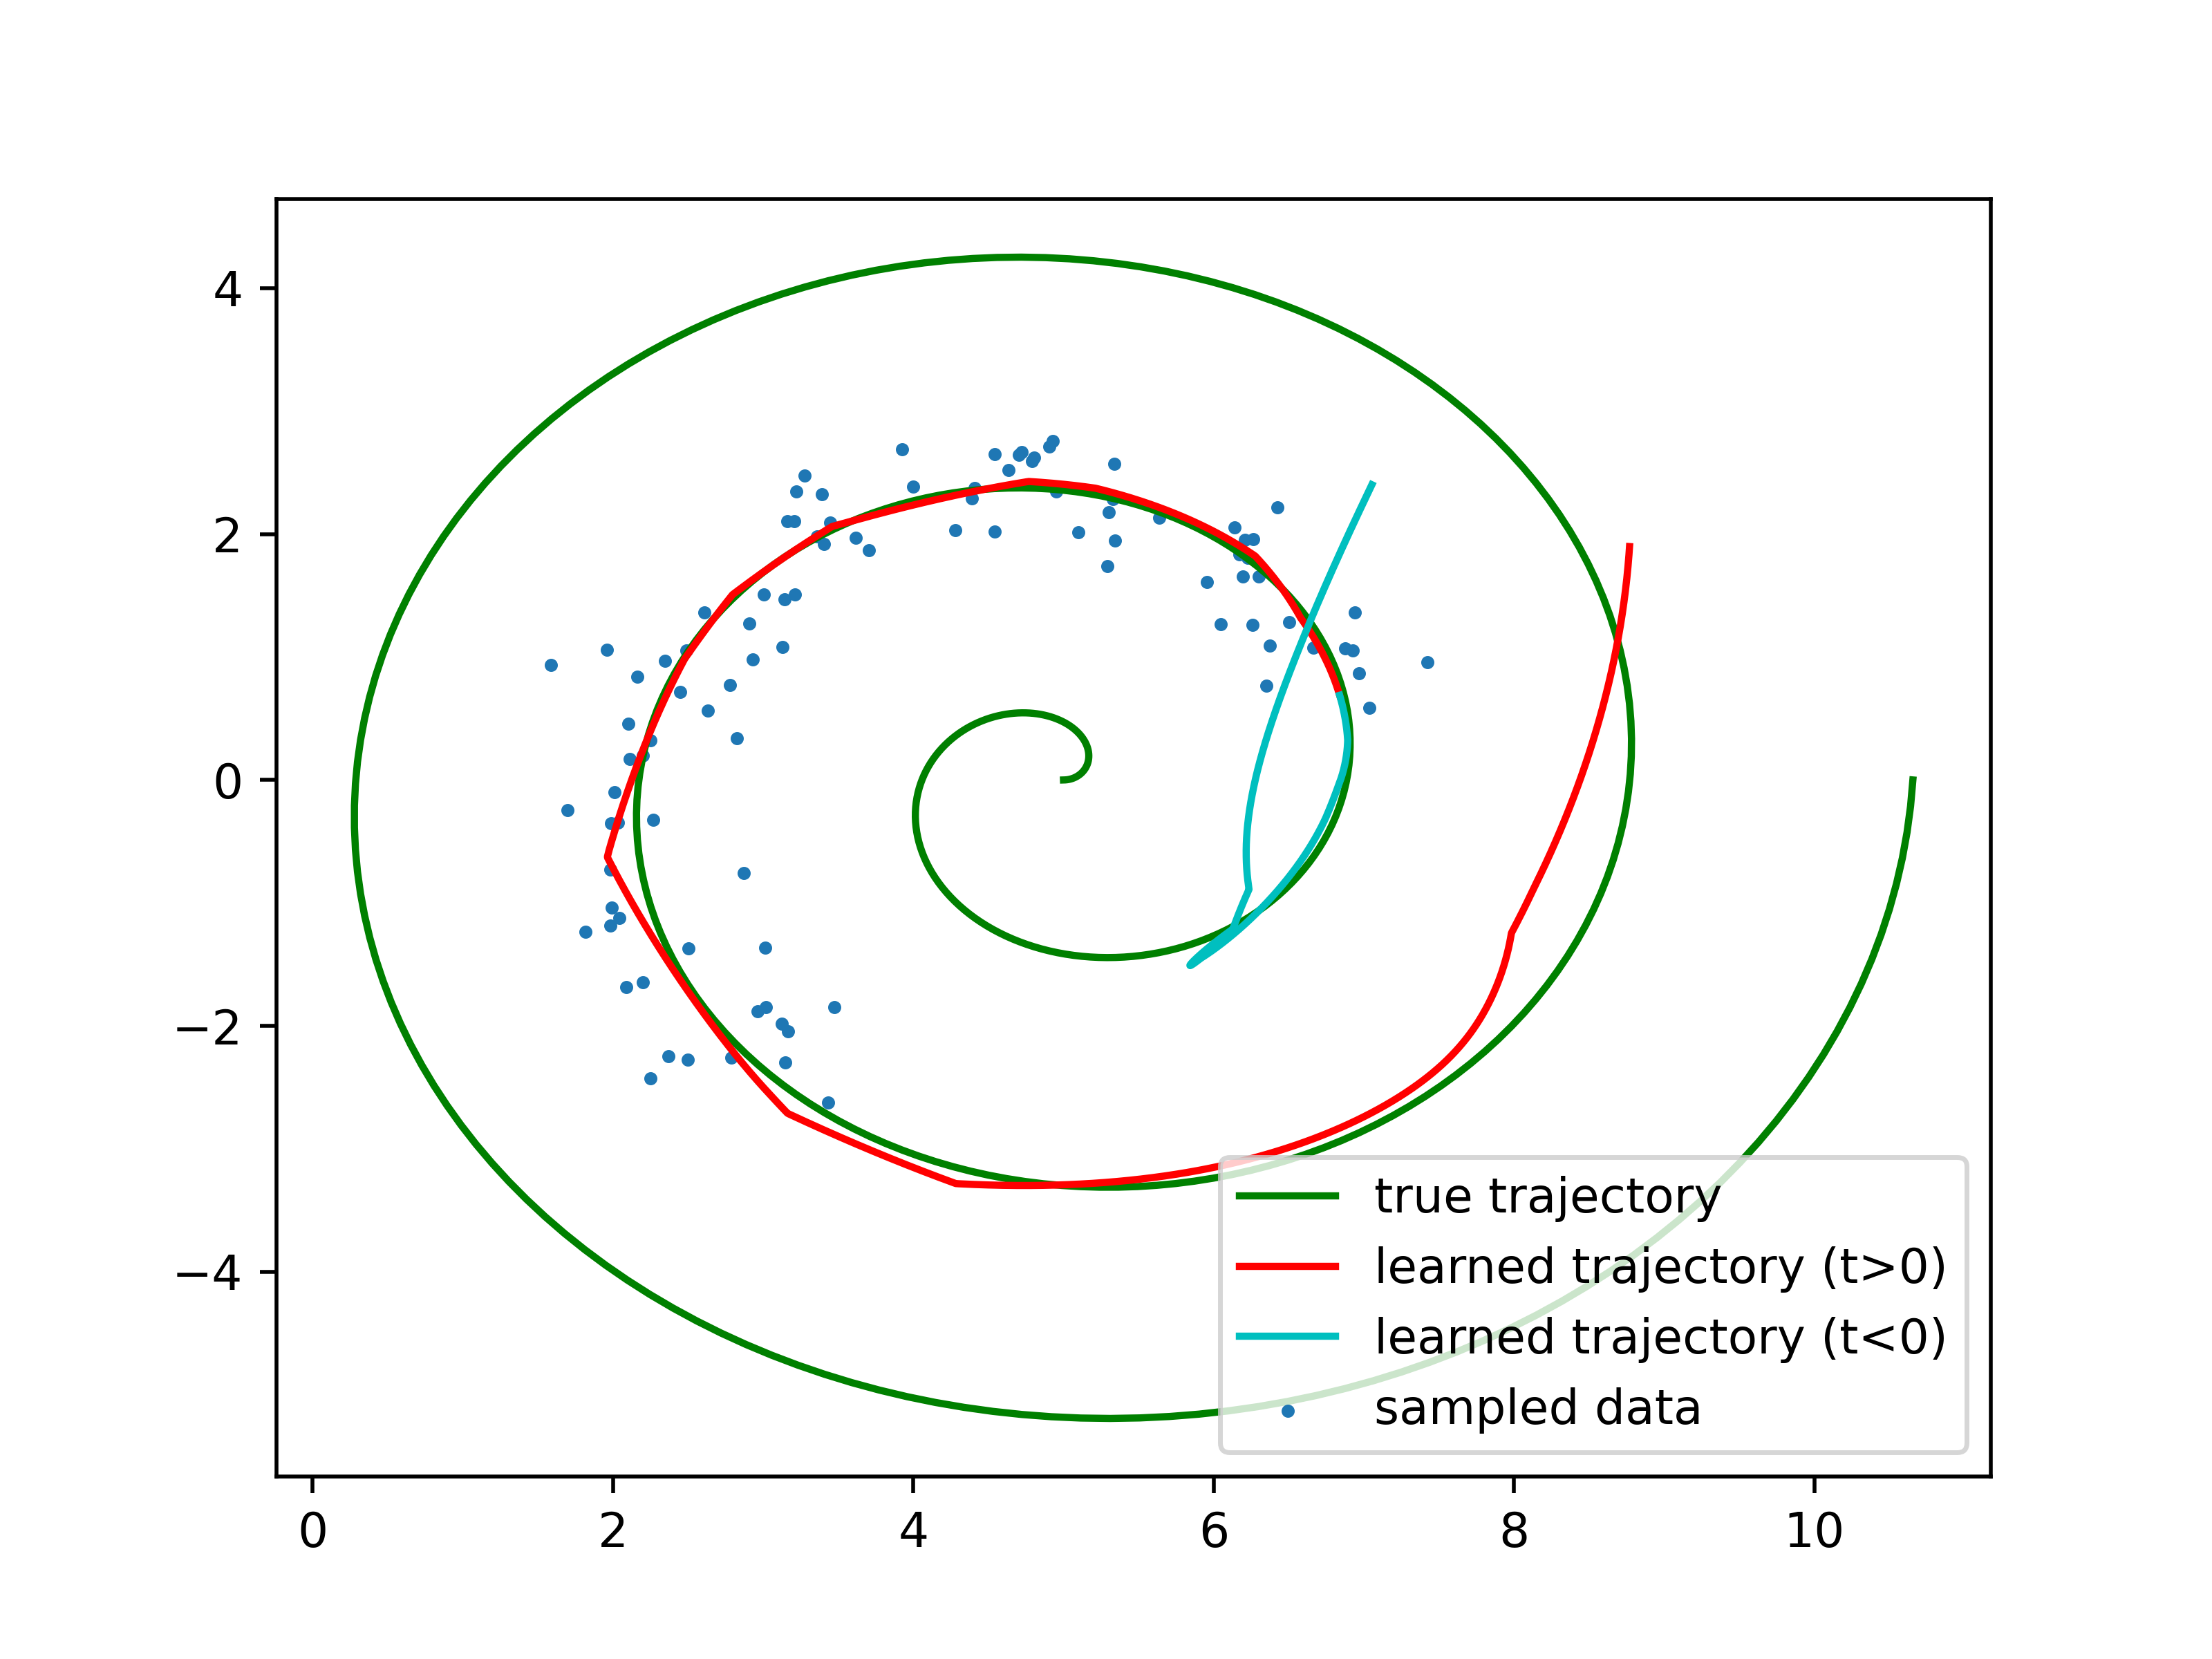 4
2
0
−2
−4
0 2 4 6 8 10
true trajectory
learned trajectory (t>0)
learned trajectory (t<0)
sampled data